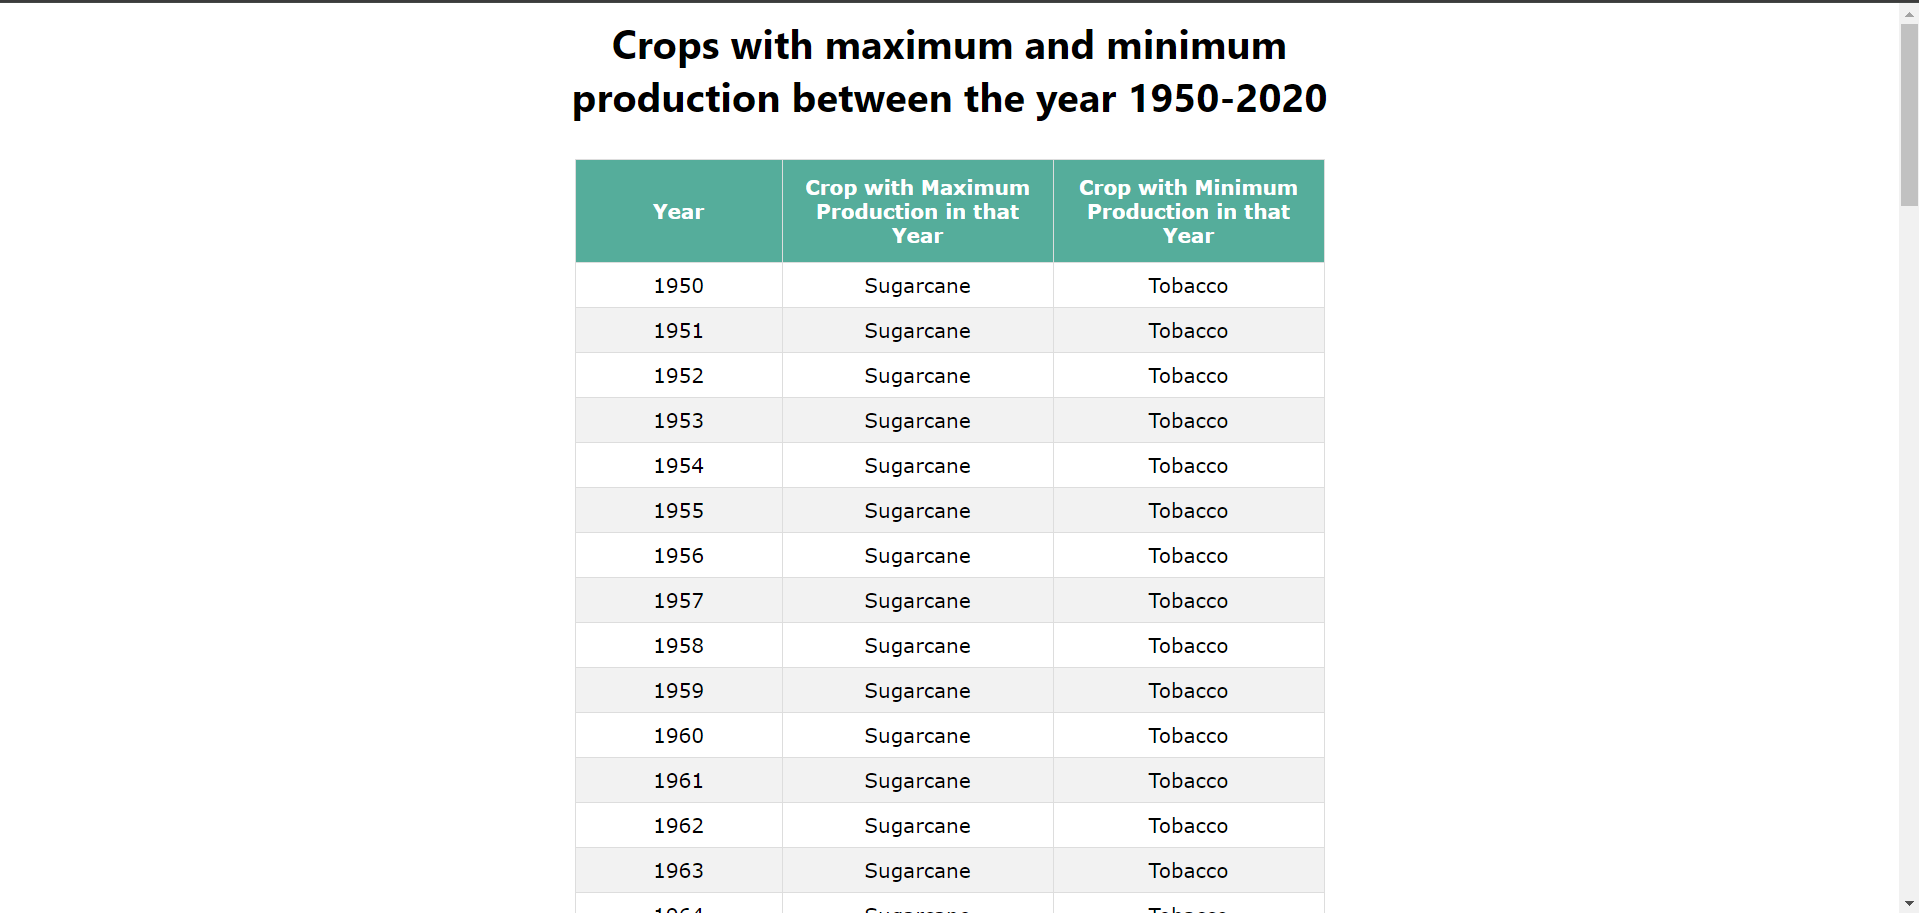 Crops with maximum and minimum
production between the year 1950-2020
Year
Crop with Maximum
Production in that
Year
Crop with Minimum
Production in that
Year
1950 Sugarcane Tobacco
1951 Sugarcane Tobacco
1952 Sugarcane Tobacco
1953 Sugarcane Tobacco
1954 Sugarcane Tobacco
1955 Sugarcane Tobacco
1956 Sugarcane Tobacco
1957 Sugarcane Tobacco
1958 Sugarcane Tobacco
1959 Sugarcane Tobacco
1960 Sugarcane Tobacco
1961 Sugarcane Tobacco
1962 Sugarcane Tobacco
1963 Sugarcane Tobacco